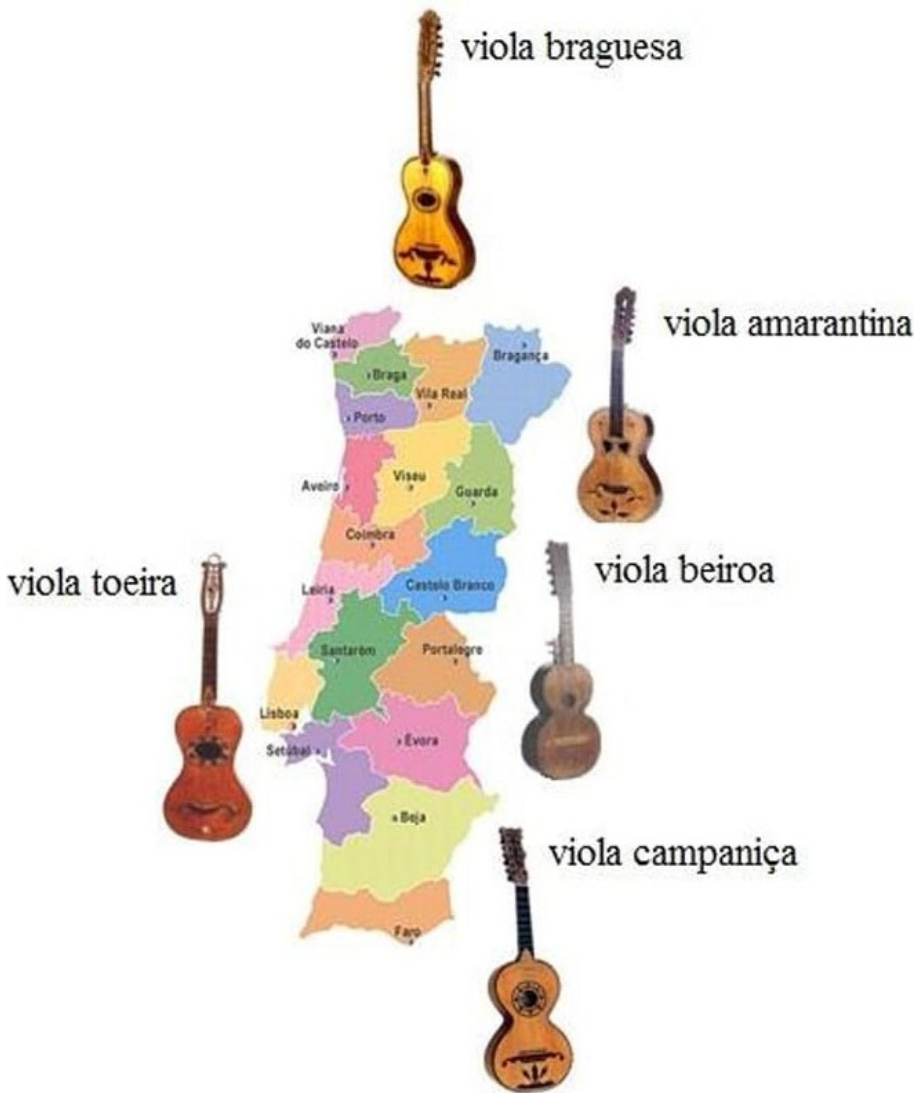 viola braguesa
viola amarantina
Viana
do Castelo
Bragança
Braga
Vila Real
Porto
Aveiro
Viseu
Guarda
Coimbra
viola toeira
viola beiroa
Leiria
Castelo Branco
Santarém
Portalegre
Lisboa
Setúbal
Évora
Beja
viola campaniça
Faro